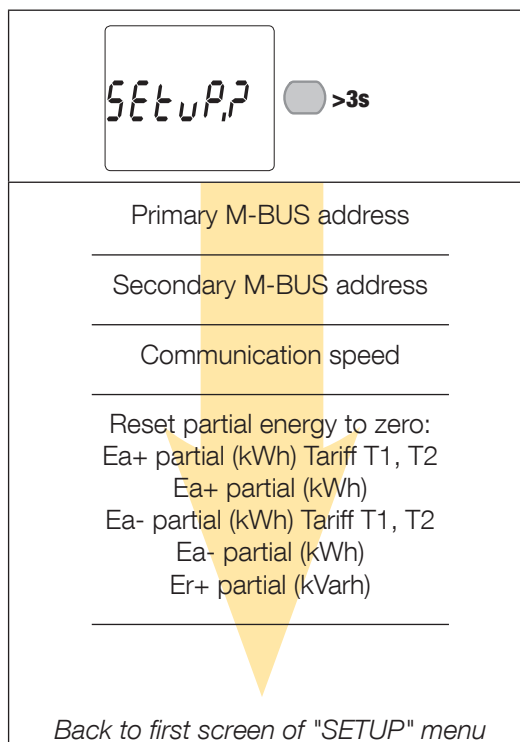 SEtuP,?
>3s
Primary M-BUS address
Secondary M-BUS address
Communication speed
Reset partial energy to zero:
Ea+ partial (kWh) Tariff T1, T2
Ea+ partial (kWh)
Ea- partial (kWh) Tariff T1, T2
Ea- partial (kWh)
Er+ partial (kVarh)
Back to first screen of "SETUP" menu